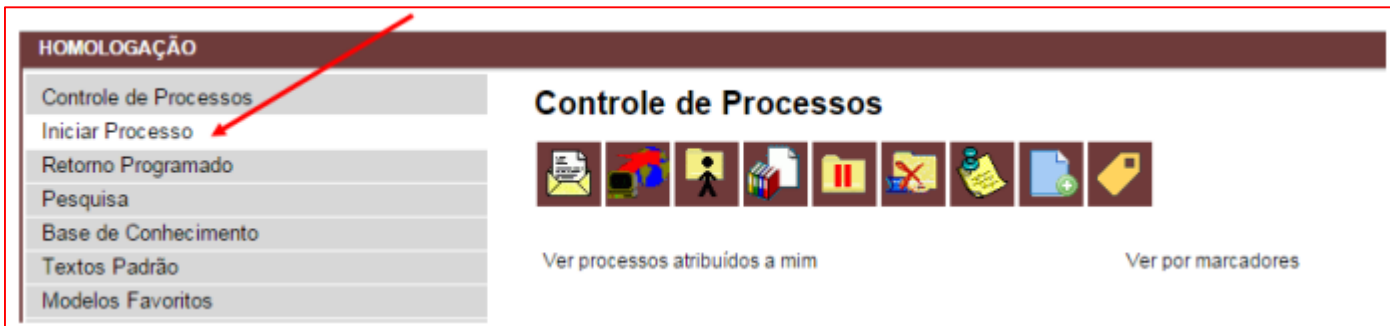 HOMOLOGAÇÃO
Controle de Processos
Iniciar Processo
Retorno Programado
Pesquisa
Base de Conhecimento
Textos Padrão
Modelos Favoritos
Controle de Processos
Ver processos atribuídos a mim
Ver por marcadores